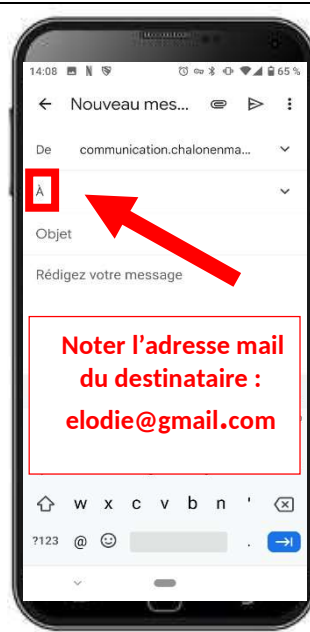 14:08 65 %
Nouveau mes...
De communication.chalonenma...
À
Objet
Rédigez votre message
Noter l’adresse mail
du destinataire :
elodie@gmail.com
w x c v b n '
?123 @ .